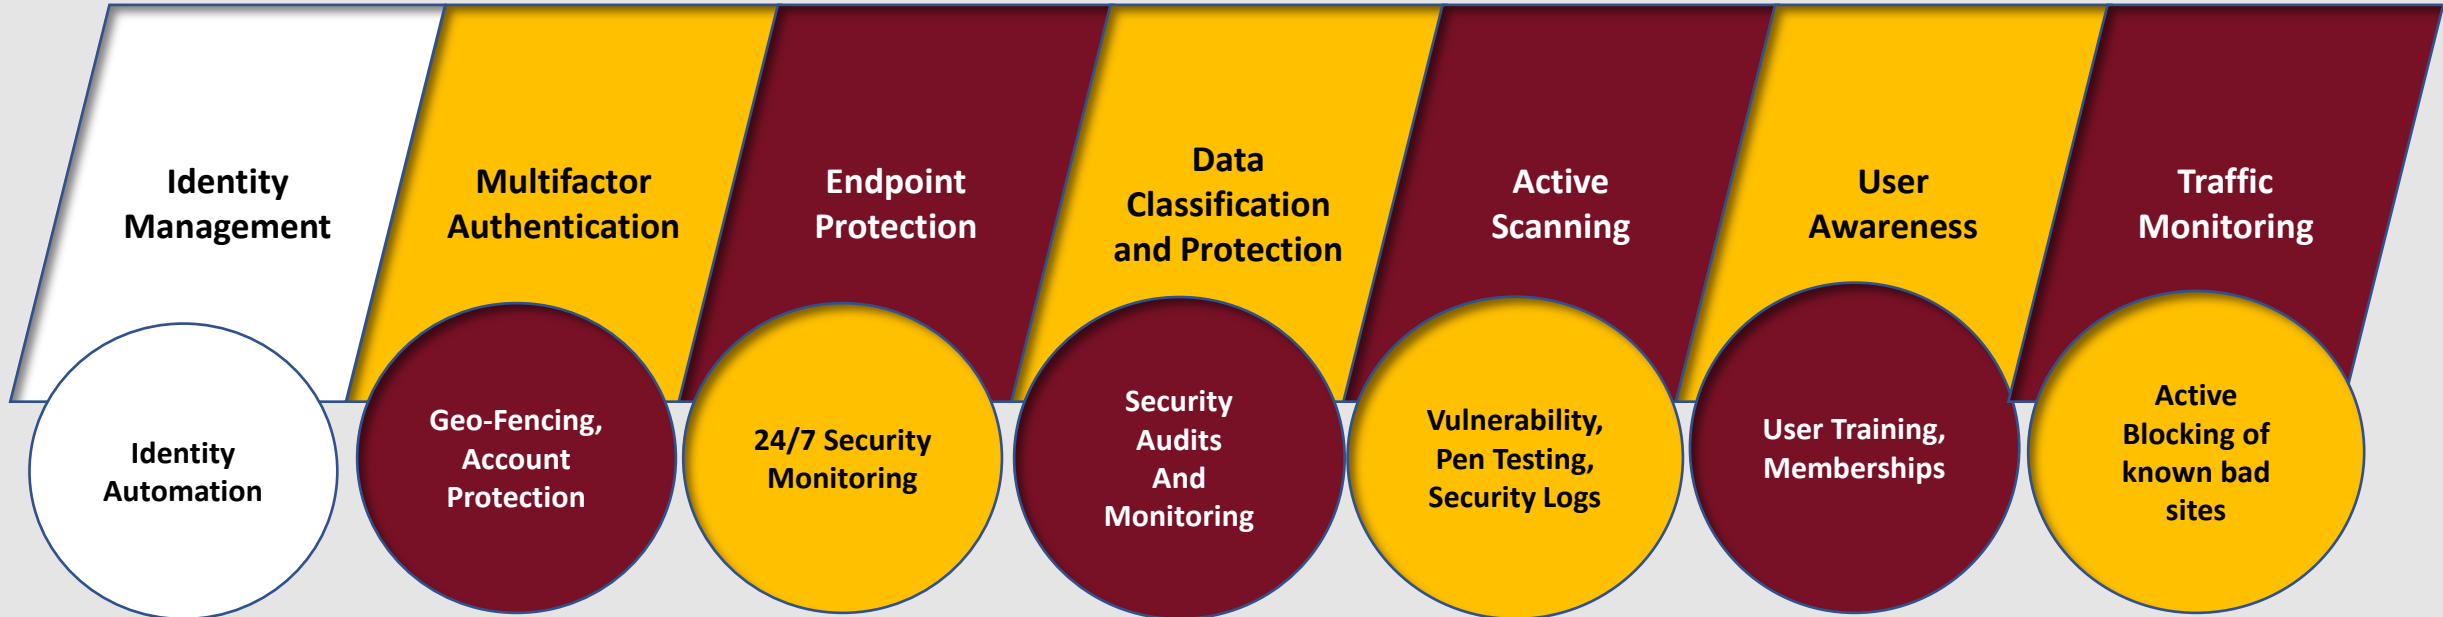 Identity
Management
Multifactor
Authentication
Endpoint
Protection
Data
Classification
and Protection
Active
Scanning
User
Awareness
Traffic
Monitoring
Identity
Automation
Geo-Fencing,
Account
Protection
24/7 Security
Monitoring
Security
Audits
And
Monitoring
Vulnerability,
Pen Testing,
Security Logs
User Training,
Memberships
Active
Blocking of
known bad
sites